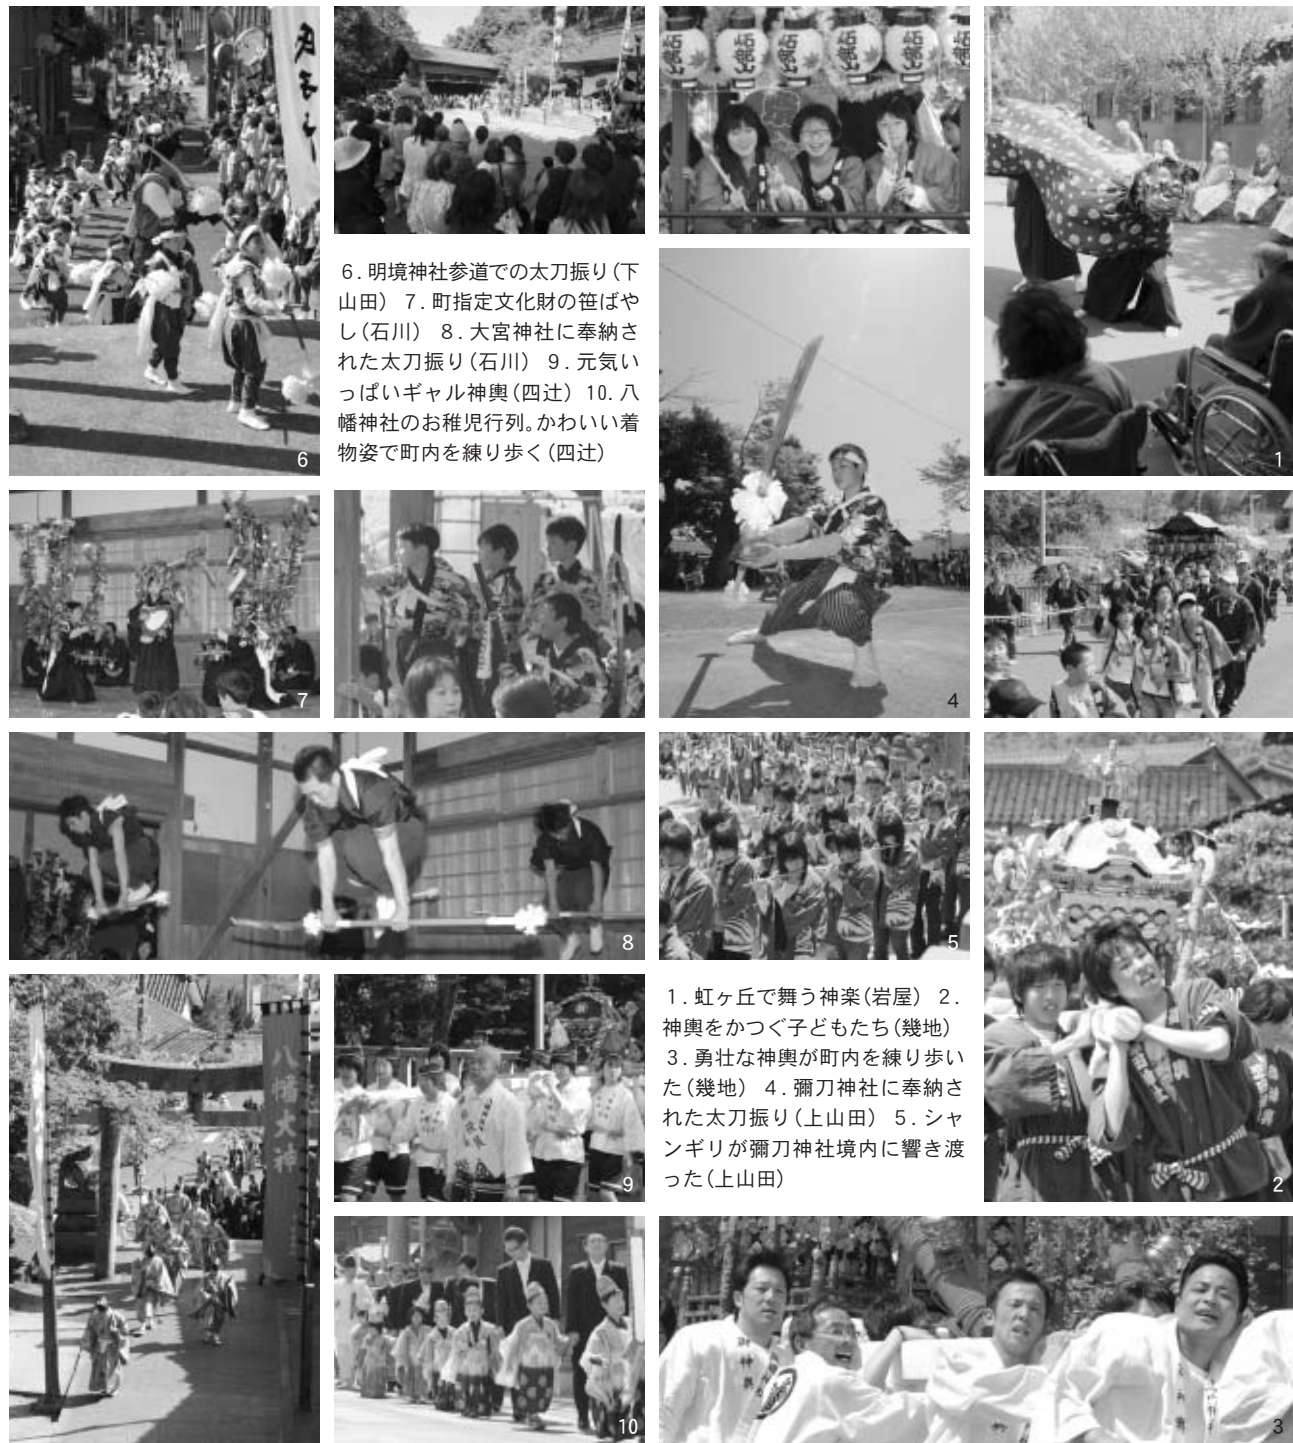 6
6．明境神社参道での太刀振り（下
山田） 7．町指定文化財の笹ばや
し（石川） 8．大宮神社に奉納さ
れた太刀振り（石川） 9．元気い
っぱいギャル神輿（四辻） 10．八
幡神社のお稚児行列。かわいい着
物姿で町内を練り歩く（四辻）
4
1
7
8
5
2
1．虹ヶ丘で舞う神楽（岩屋） 2．
神輿をかつぐ子どもたち（幾地）
3．勇壮な神輿が町内を練り歩い
た（幾地） 4．彌刀神社に奉納さ
れた太刀振り（上山田） 5．シャ
ンギリが彌刀神社境内に響き渡
った（上山田）
八幡大神
9
10
3